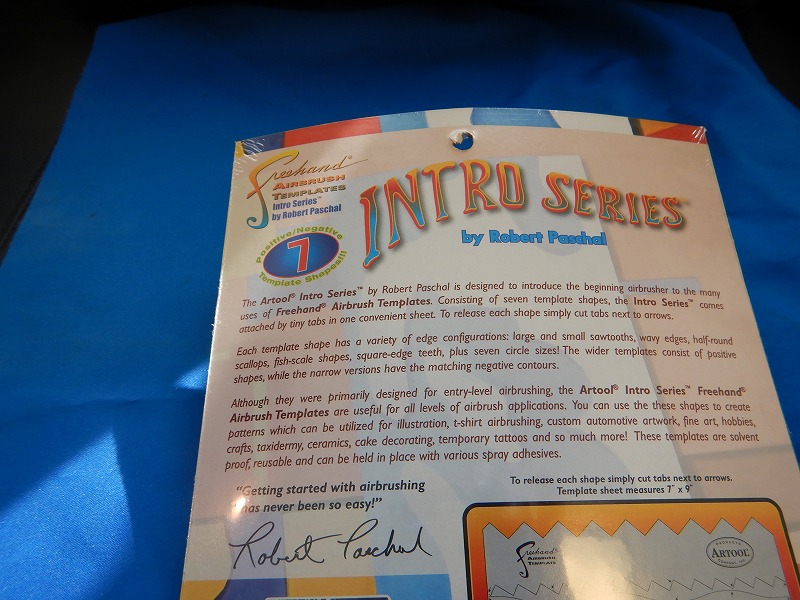 Freehand®
AIRBRUSH
TEMPLATES
Intro Series™
by Robert Paschal
INTRO SERIES™
by Robert Paschal
Positive/Negative
7
Template Shapes!!!
The Artool® Intro Series™ by Robert Paschal is designed to introduce the beginning airbrusher to the many
uses of Freehand® Airbrush Templates. Consisting of seven template shapes, the Intro Series™ comes
attached by tiny tabs in one convenient sheet. To release each shape simply cut tabs next to arrows.
Each template shape has a variety of edge configurations: large and small sawtooths, wavy edges, half-round
scallops, fish-scale shapes, square-edge teeth, plus seven circle sizes! The wider templates consist of positive
shapes, while the narrow versions have the matching negative contours.
Although they were primarily designed for entry-level airbrushing, the Artool® Intro Series™ Freehand®
Airbrush Templates are useful for all levels of airbrush applications. You can use the these shapes to create
patterns which can be utilized for illustration, t-shirt airbrushing, custom automotive artwork, fine art, hobbies,
crafts, taxidermy, ceramics, cake decorating, temporary tattoos and so much more! These templates are solvent
proof, reusable and can be held in place with various spray adhesives.
"Getting started with airbrushing
has never been so easy!"
Robert Paschal
To release each shape simply cut tabs next to arrows.
Template sheet measures 7" x 9"
Freehand
AIRBRUSH
TEMPLATES
PRODUCTS
ARTOOL
COMPANY, INC.